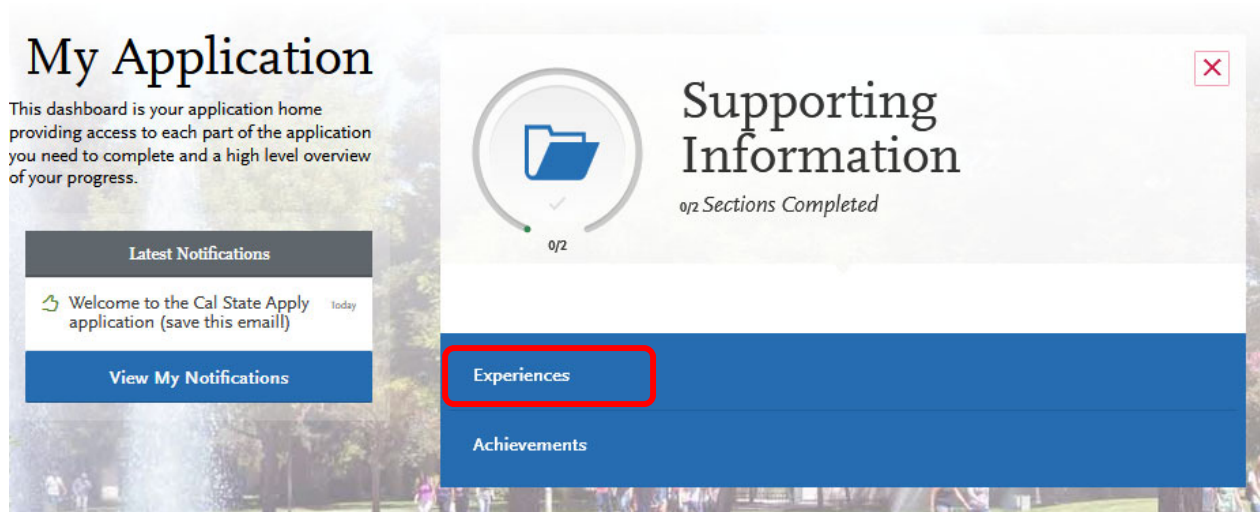 My Application
This dashboard is your application home
providing access to each part of the application
you need to complete and a high level overview
of your progress.
Latest Notifications
Welcome to the Cal State Apply Today
application (save this emaill)
View My Notifications
Supporting
Information
0/2 Sections Completed
0/2
Experiences
Achievements